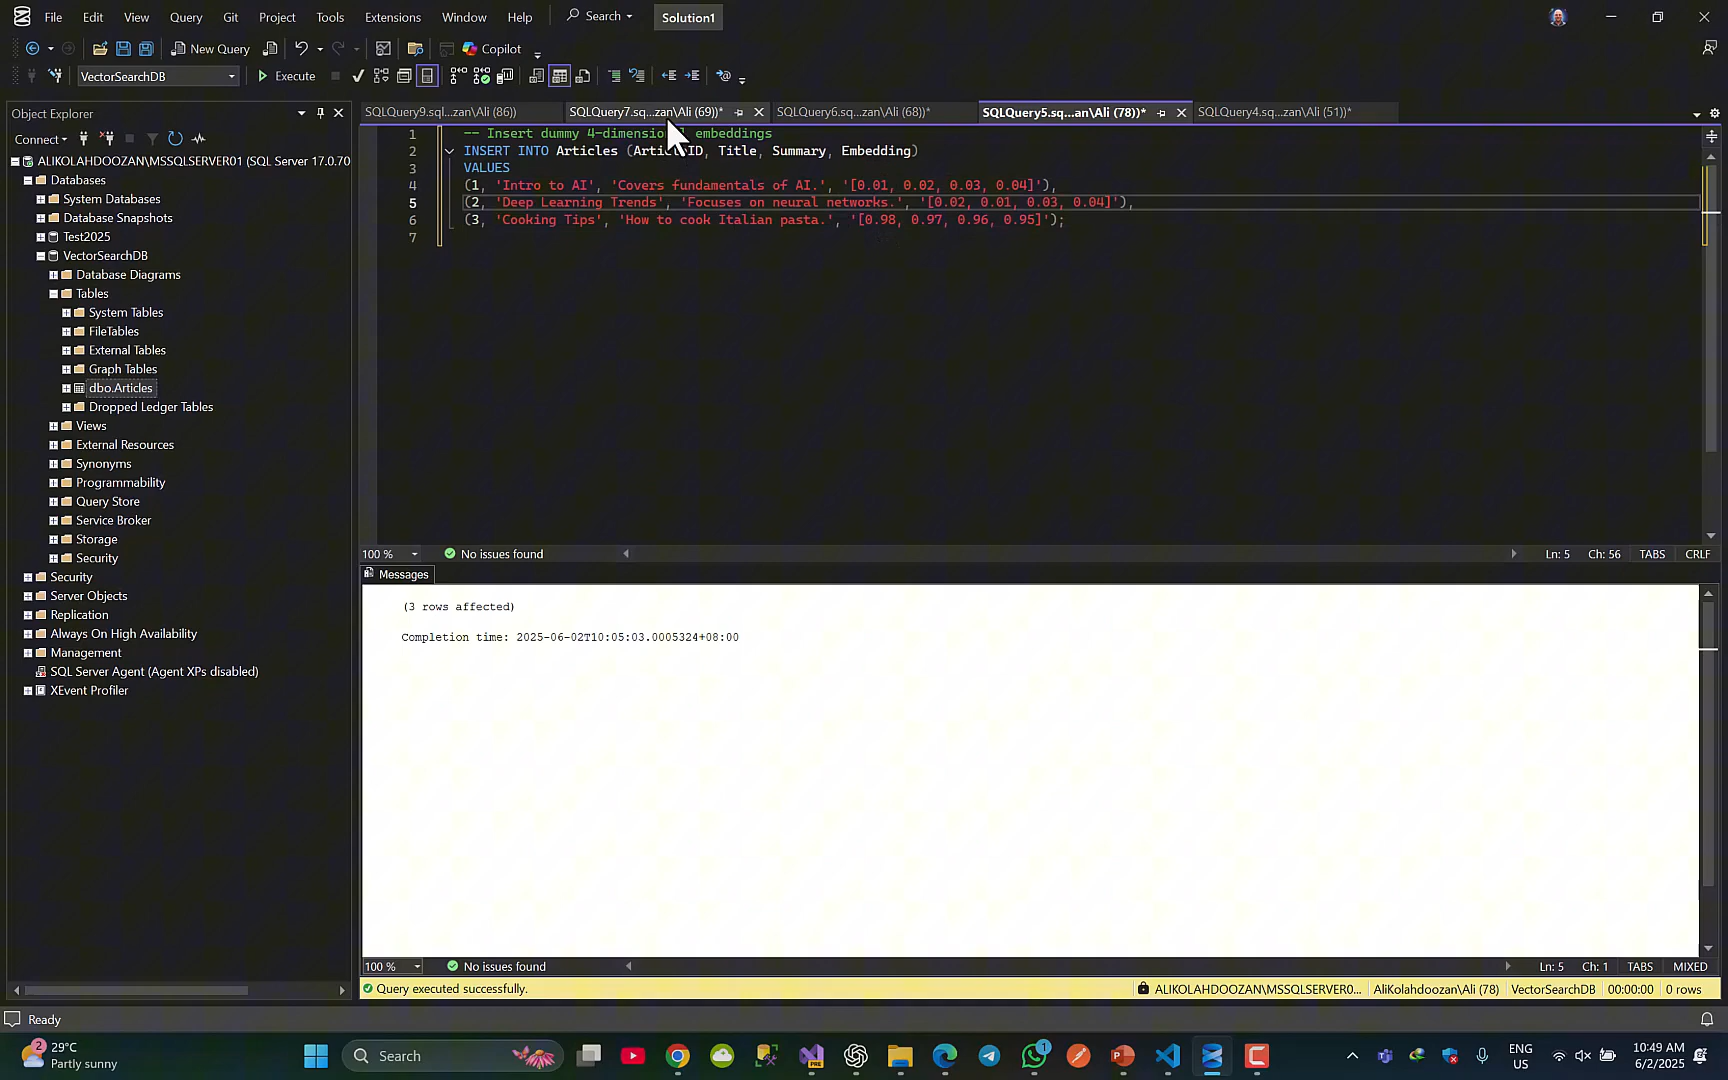 File Edit View Query Git Project Tools Extensions Window Help Search Solution1
New Query Copilot
VectorSearchDB Execute
Object Explorer
Connect
ALIKOLAHDOOZAN\MSSQLSERVER01 (SQL Server 17.0.70
Databases
System Databases
Database Snapshots
Test2025
VectorSearchDB
Database Diagrams
Tables
System Tables
FileTables
External Tables
Graph Tables
dbo.Articles
Dropped Ledger Tables
Views
External Resources
Synonyms
Programmability
Query Store
Service Broker
Storage
Security
Security
Server Objects
Replication
Always On High Availability
Management
SQL Server Agent (Agent XPs disabled)
XEvent Profiler
SQLQuery9.sql...zan\Ali (86)) SQLQuery7.sq...zan\Ali (69))* SQLQuery6.sq...zan\Ali (68))* SQLQuery5.sq...an\Ali (78))* SQLQuery4.sq...zan\Ali (51))*
1 -- Insert dummy 4-dimensional embeddings
2 INSERT INTO Articles (ArticleID, Title, Summary, Embedding)
3 VALUES
4 (1, 'Intro to AI', 'Covers fundamentals of AI.', '[0.01, 0.02, 0.03, 0.04]'),
5 (2, 'Deep Learning Trends', 'Focuses on neural networks.', '[0.02, 0.01, 0.03, 0.04]'),
6 (3, 'Cooking Tips', 'How to cook Italian pasta.', '[0.98, 0.97, 0.96, 0.95]');
7
100 % No issues found Ln: 5 Ch: 56 TABS CRLF
Messages
(3 rows affected)
Completion time: 2025-06-02T10:05:03.0005324+08:00
100 % No issues found Ln: 5 Ch: 1 TABS MIXED
Query executed successfully. ALIKOLAHDOOZAN\MSSQLSERVER0... AliKolahdoozan\Ali (78) VectorSearchDB 00:00:00 0 rows
Ready
2 29°C
Partly sunny
Search
1
ENG
US
10:49 AM
6/2/2025